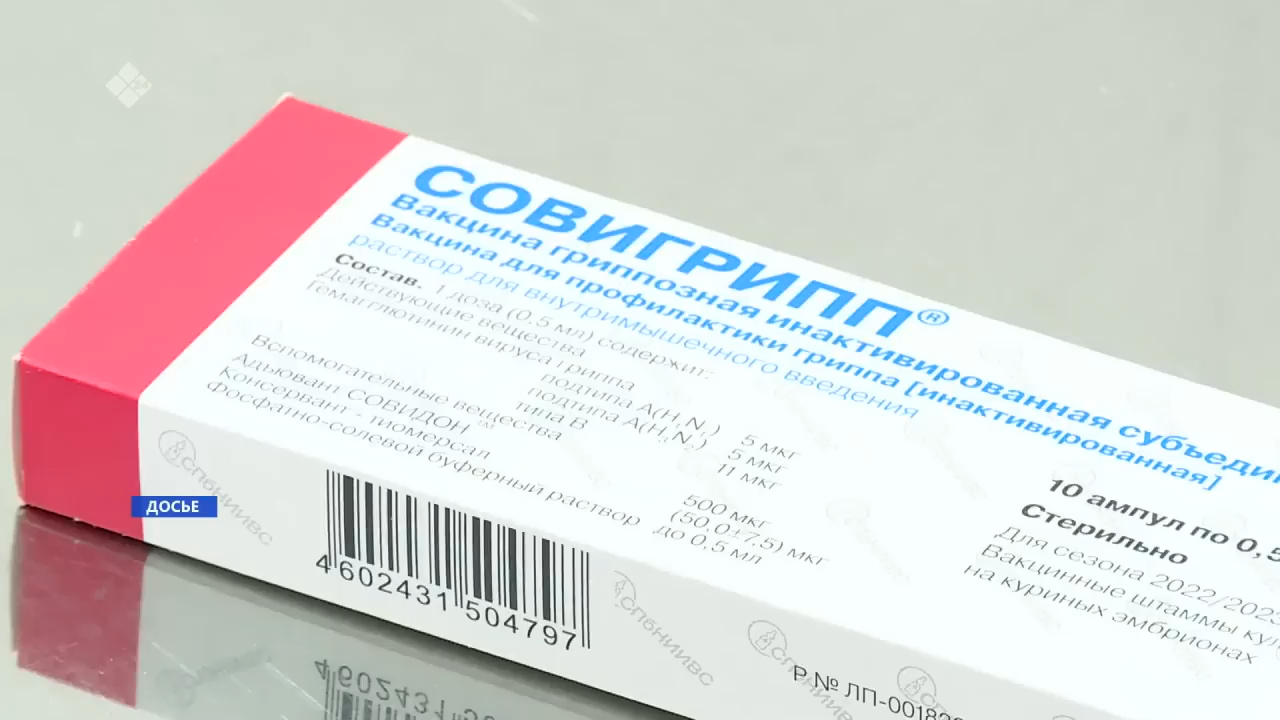 СОВИГРИПП®
Вакцина гриппозная инактивированная субъеди
Вакцина для профилактики гриппа [инактивированная]
раствор для внутримышечного введения
Состав. 1 доза (0.5 мл) содержит:
Действующие вещества
Гемагглютинин вируса гриппа
подтипа А(H₁N₁) 5 мкг
подтипа А(H₃N₂) 5 мкг
типа В 11 мкг
Вспомогательные вещества
Адъювант СОВИДОН™ 500 мкг
Консервант - тиомерсал (50,0±7,5) мкг
Фосфатно-солевой буферный раствор до 0,5 мл
10 ампул по 0,5
Стерильно
Для сезона 2022/2023
Вакцинные штаммы кул
на куриных эмбрионах
4 602431 504797
СПбНИИВС
СПбНИИВС
СПбНИИВС
Р № ЛП-00183
ДОСЬЕ